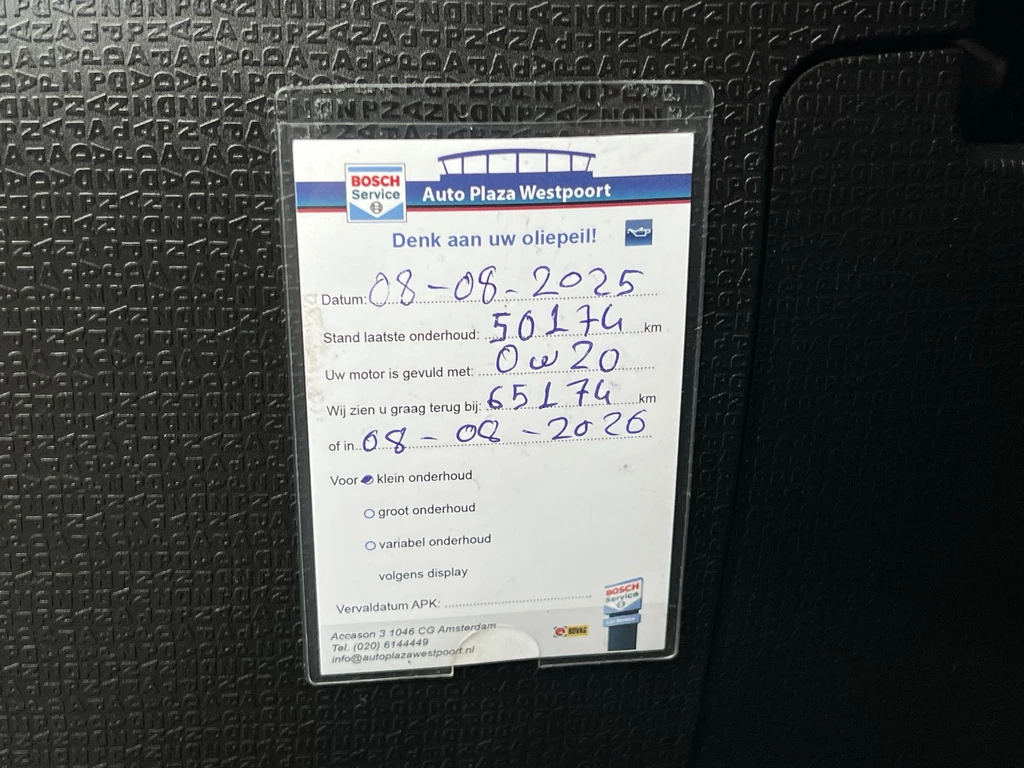 BOSCH
Service
Auto Plaza Westpoort
Denk aan uw oliepeil!
Datum: 08-08-2025
Stand laatste onderhoud: 50174 km
Uw motor is gevuld met: 0w20
Wij zien u graag terug bij: 65174 km
of in 08-08-2026
Voor klein onderhoud
groot onderhoud
variabel onderhoud
volgens display
Vervaldatum APK:
BOSCH
Service
Accason 3 1046 CG Amsterdam
Tel. (020) 6144449
info@autoplazawestpoort.nl
BOVAG